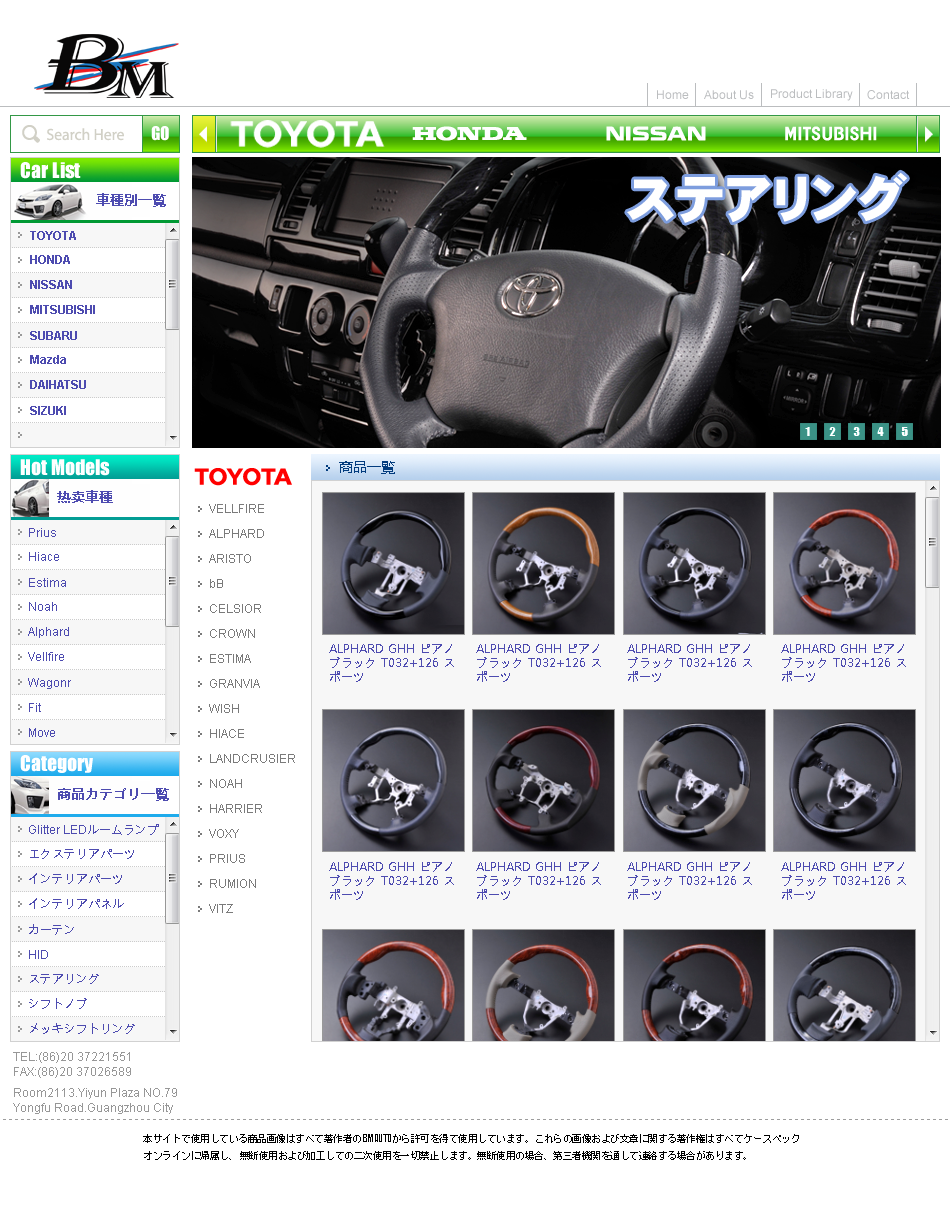 BM
Home
About Us
Product Library
Contact
Search Here
GO
TOYOTA
HONDA
NISSAN
MITSUBISHI
Car List
車種別一覧
TOYOTA
HONDA
NISSAN
MITSUBISHI
SUBARU
Mazda
DAIHATSU
SIZUKI
ステアリング
MIRROR
1
2
3
4
5
Hot Models
热卖車種
Prius
Hiace
Estima
Noah
Alphard
Vellfire
Wagonr
Fit
Move
Category
商品カテゴリ一覧
Glitter LEDルームランプ
エクステリアパーツ
インテリアパーツ
インテリアパネル
カーテン
HID
ステアリング
シフトノブ
メッキシフトリング
TOYOTA
VELLFIRE
ALPHARD
ARISTO
bB
CELSIOR
CROWN
ESTIMA
GRANVIA
WISH
HIACE
LANDCRUSIER
NOAH
HARRIER
VOXY
PRIUS
RUMION
VITZ
商品一覧
ALPHARD GHH ピアノ
ブラック T032+126 ス
ポーツ
ALPHARD GHH ピアノ
ブラック T032+126 ス
ポーツ
ALPHARD GHH ピアノ
ブラック T032+126 ス
ポーツ
ALPHARD GHH ピアノ
ブラック T032+126 ス
ポーツ
ALPHARD GHH ピアノ
ブラック T032+126 ス
ポーツ
ALPHARD GHH ピアノ
ブラック T032+126 ス
ポーツ
ALPHARD GHH ピアノ
ブラック T032+126 ス
ポーツ
ALPHARD GHH ピアノ
ブラック T032+126 ス
ポーツ
TEL:(86)20 37221551
FAX:(86)20 37026589
Room2113.Yiyun Plaza NO.79
Yongfu Road.Guangzhou City
本サイトで使用している商品画像はすべて著作者のBMAUTOから許可を得て使用しています。これらの画像および文章に関する著作権はすべてケースペック
オンラインに帰属し、無断使用および加工しての二次使用を一切禁止します。無断使用の場合、第三者機関を通して連絡する場合があります。